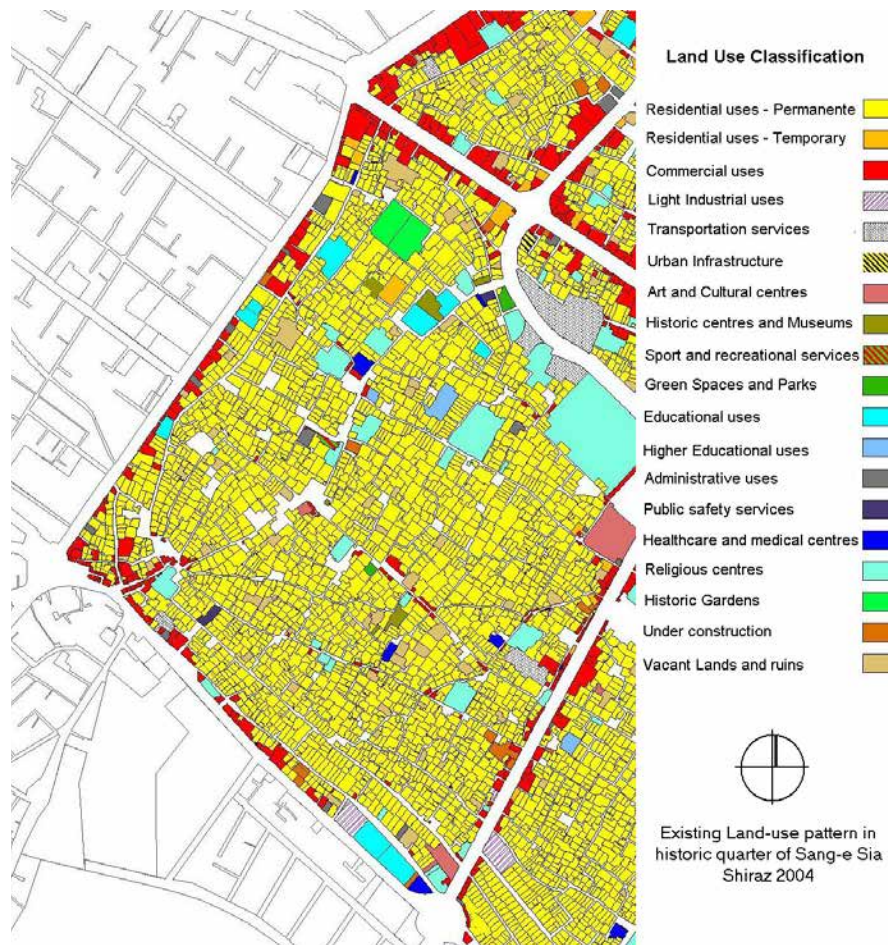 Land Use Classification
Residential uses - Permanente
Residential uses - Temporary
Commercial uses
Light Industrial uses
Transportation services
Urban Infrastructure
Art and Cultural centres
Historic centres and Museums
Sport and recreational services
Green Spaces and Parks
Educational uses
Higher Educational uses
Administrative uses
Public safety services
Healthcare and medical centres
Religious centres
Historic Gardens
Under construction
Vacant Lands and ruins
Existing Land-use pattern in
historic quarter of Sang-e Sia
Shiraz 2004